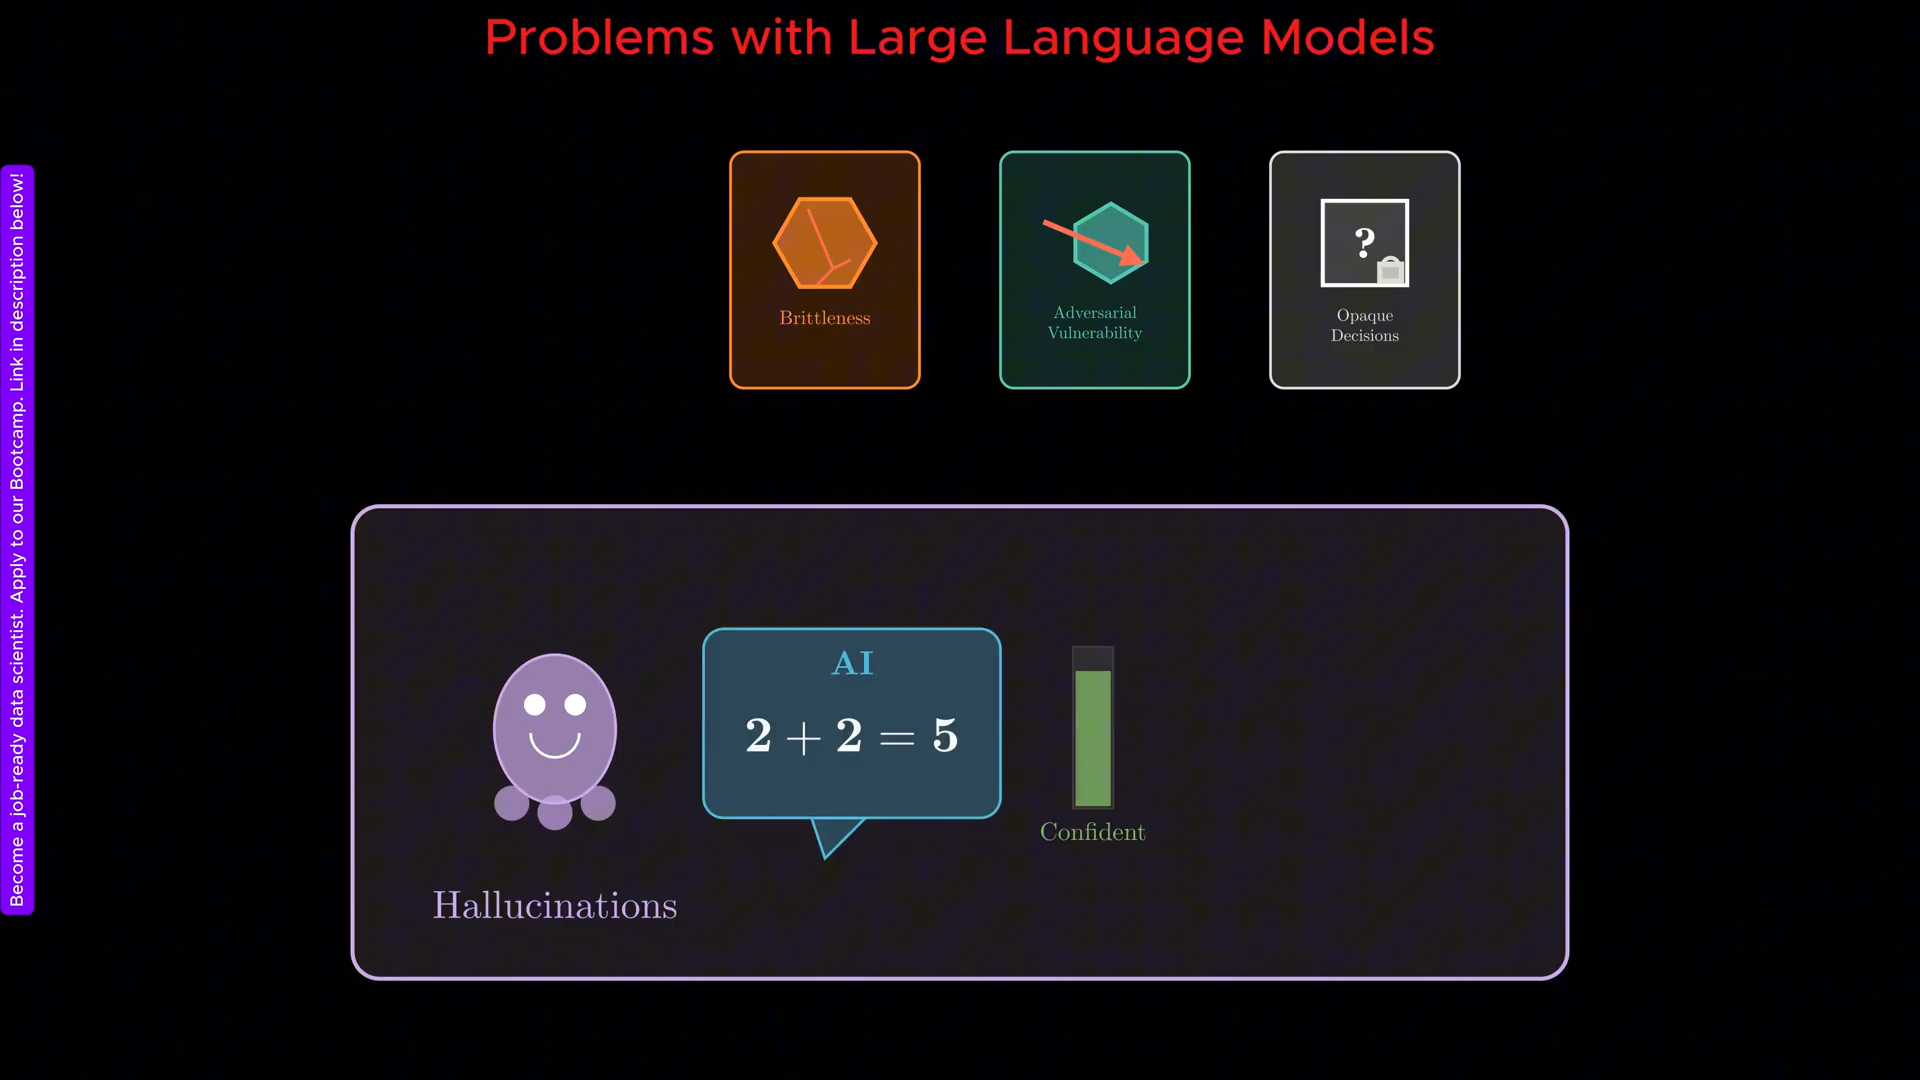 Problems with Large Language Models
Become a job-ready data scientist. Apply to our Bootcamp. Link in description below!
Brittleness
Adversarial
Vulnerability
?
Opaque
Decisions
AI
2 + 2 = 5
Confident
Hallucinations